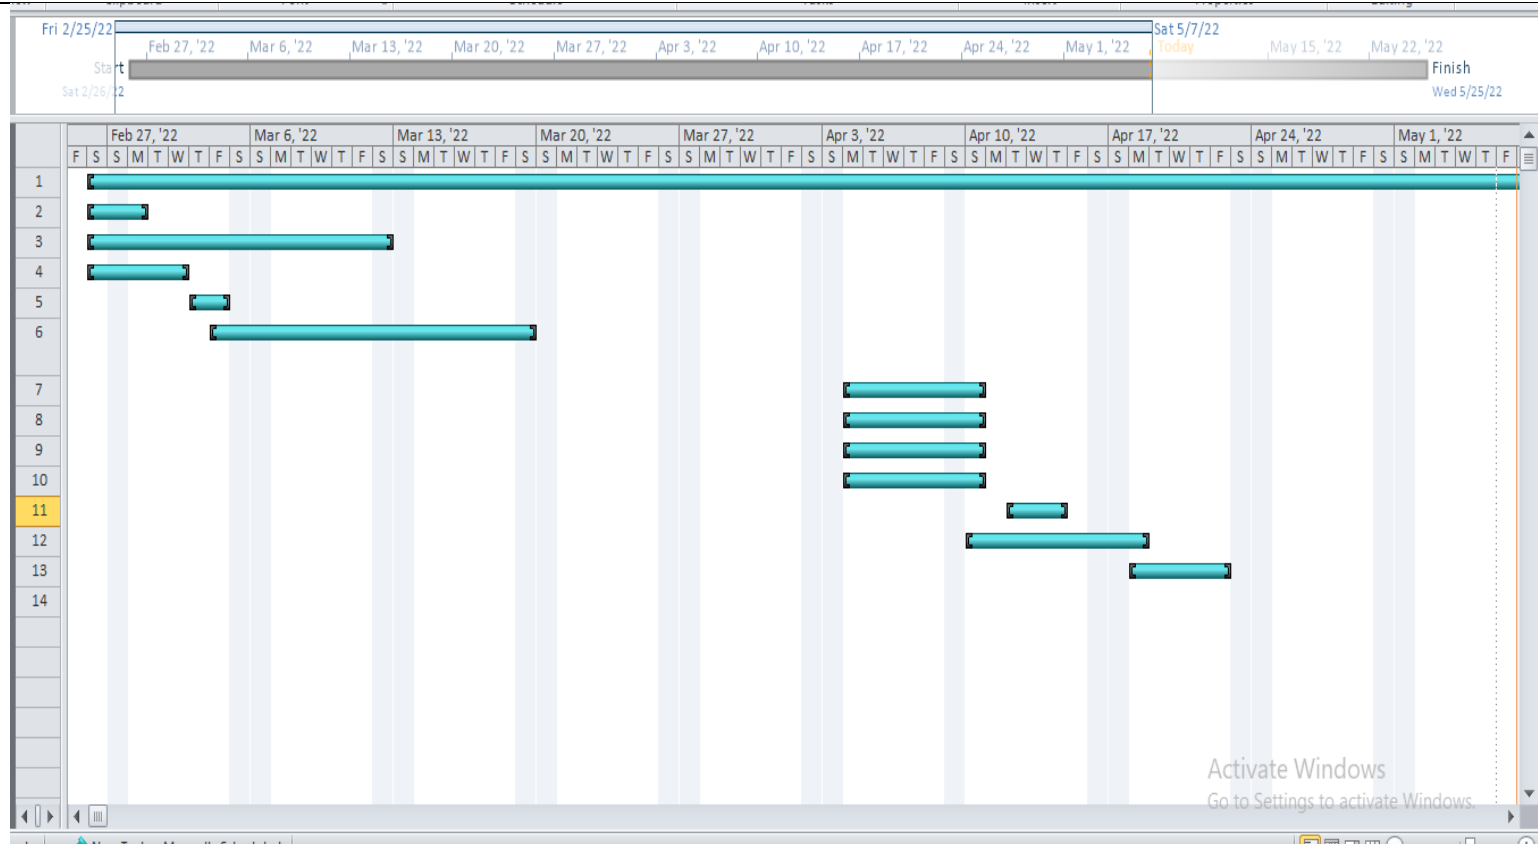 Fri 2/25/22 Sat 5/7/22
Feb 27, '22 Mar 6, '22 Mar 13, '22 Mar 20, '22 Mar 27, '22 Apr 3, '22 Apr 10, '22 Apr 17, '22 Apr 24, '22 May 1, '22 Today May 15, '22 May 22, '22
Start Finish
Sat 2/26/22 Wed 5/25/22
Feb 27, '22 Mar 6, '22 Mar 13, '22 Mar 20, '22 Mar 27, '22 Apr 3, '22 Apr 10, '22 Apr 17, '22 Apr 24, '22 May 1, '22
F S S M T W T F S S M T W T F S S M T W T F S S M T W T F S S M T W T F S S M T W T F S S M T W T F S S M T W T F S S M T W T F S S M T W T F
1
2
3
4
5
6
7
8
9
10
11
12
13
14
Activate Windows
Go to Settings to activate Windows.